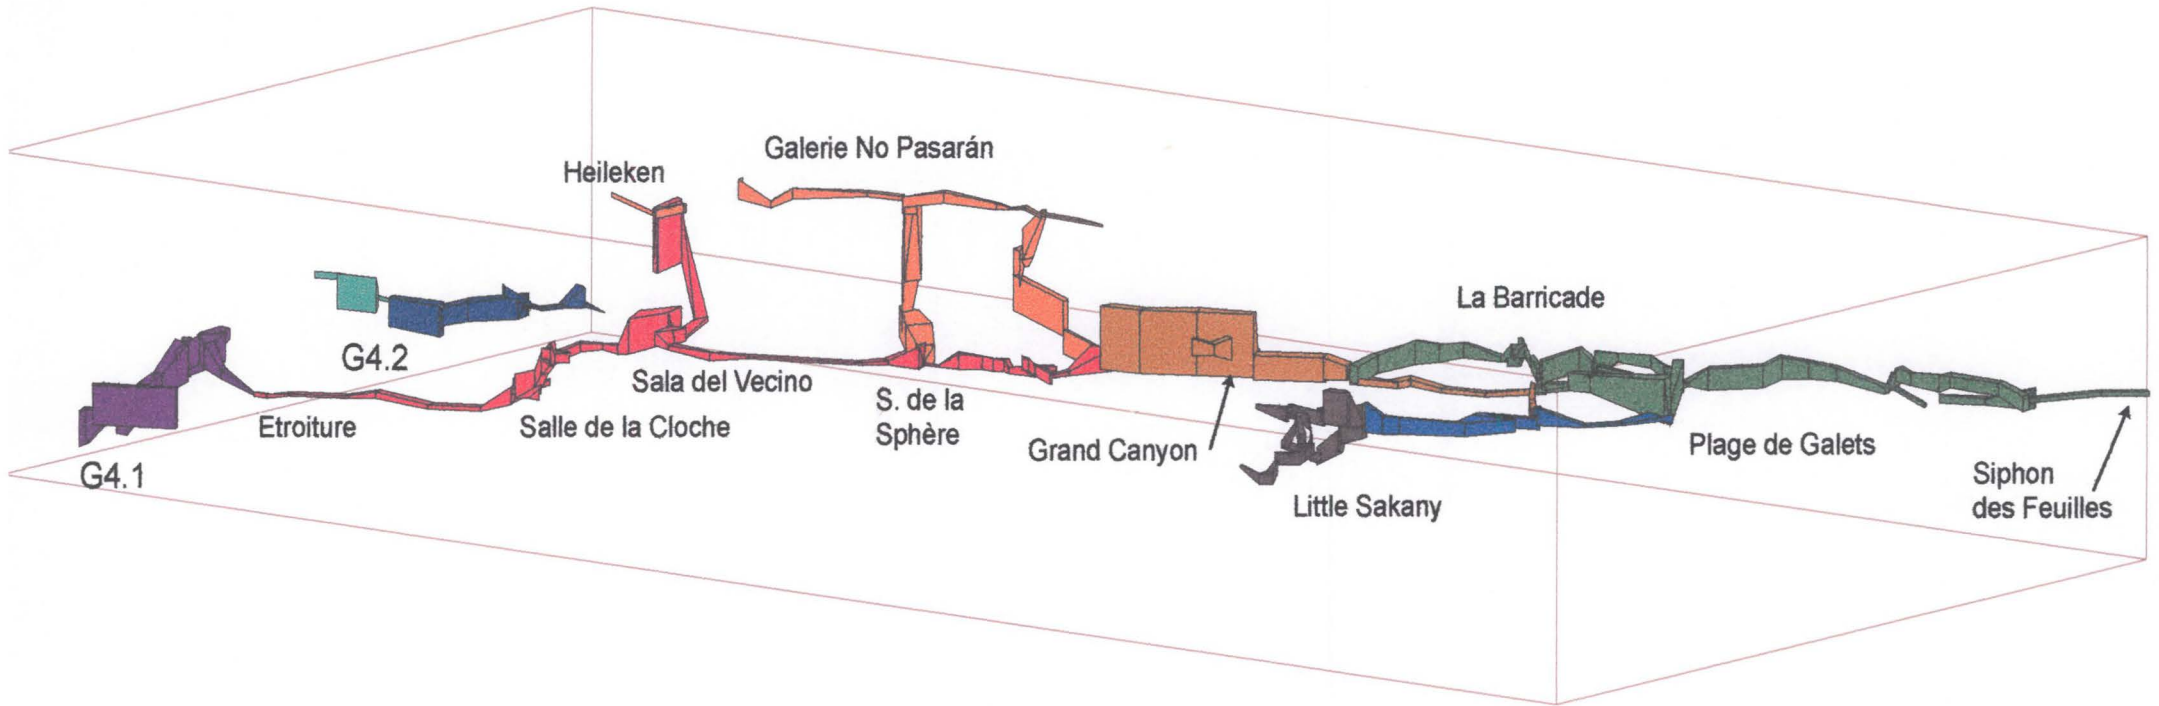 Galerie No Pasarán
Heileken
La Barricade
G4.2
Sala del Vecino
S. de la
Sphère
Etroiture
Salle de la Cloche
Grand Canyon
Plage de Galets
G4.1
Little Sakany
Siphon
des Feuilles